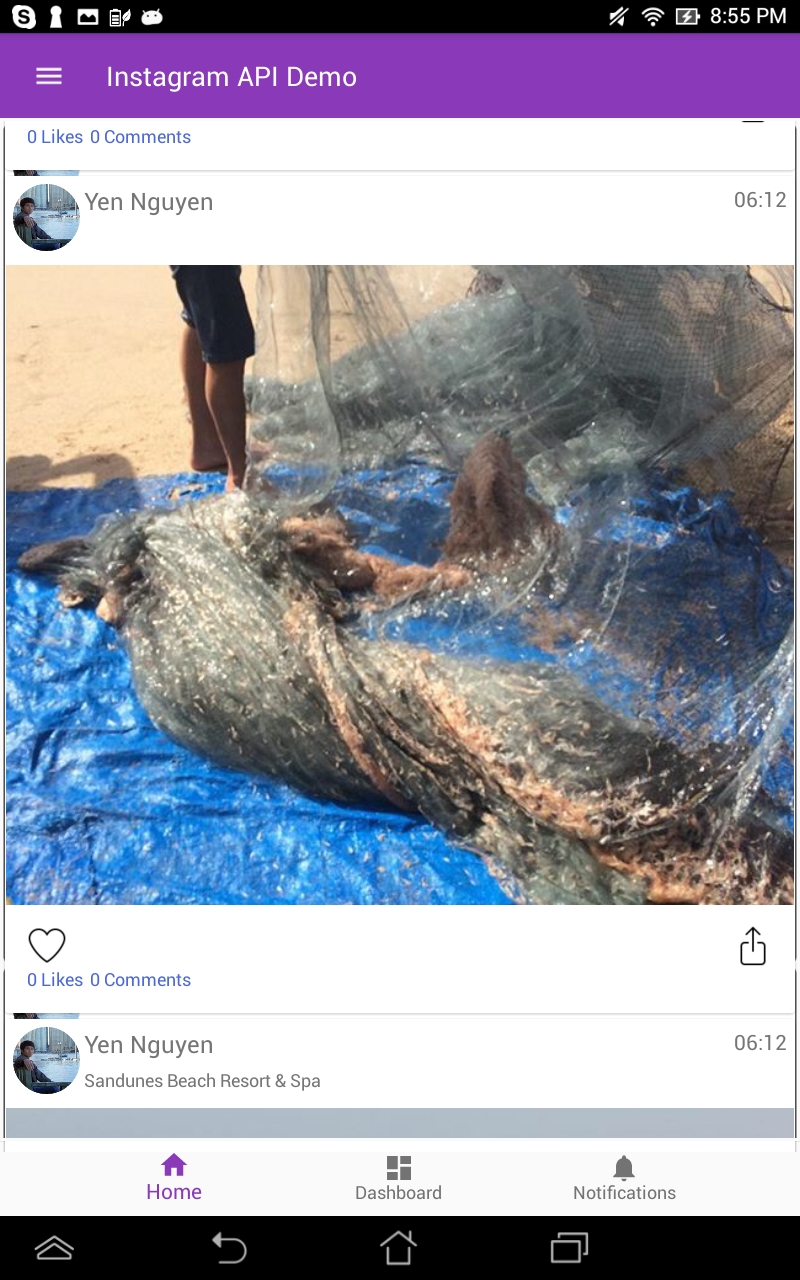 8:55 PM
Instagram API Demo
0 Likes 0 Comments
Yen Nguyen
06:12
0 Likes 0 Comments
Yen Nguyen
06:12
Sandunes Beach Resort & Spa
Home
Dashboard
Notifications